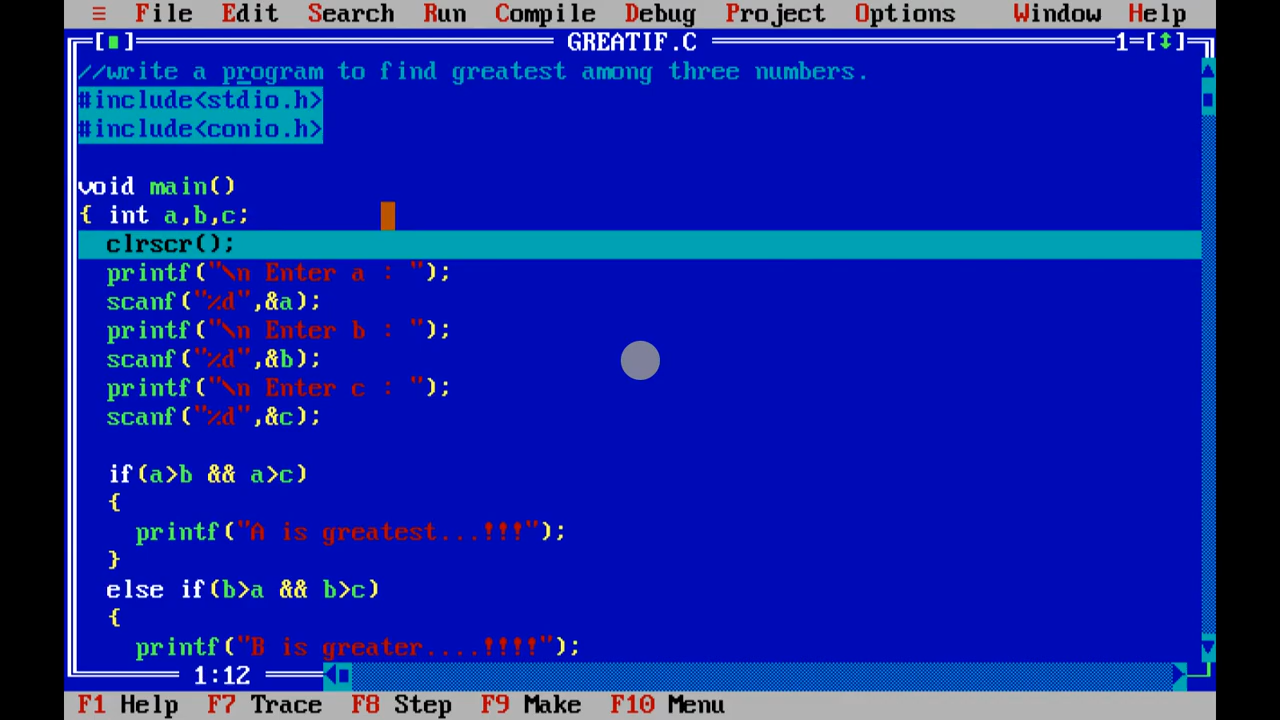 ≡ File Edit Search Run Compile Debug Project Options Window Help
[■] GREATIF.C 1=[↕]
//write a program to find greatest among three numbers.
#include<stdio.h>
#include<conio.h>
void main()
{ int a,b,c;
clrscr();
printf("\n Enter a : ");
scanf("%d",&a);
printf("\n Enter b : ");
scanf("%d",&b);
printf("\n Enter c : ");
scanf("%d",&c);
if(a>b && a>c)
{
printf("A is greatest...!!!");
}
else if(b>a && b>c)
{
printf("B is greater....!!!!");
1:12
F1 Help F7 Trace F8 Step F9 Make F10 Menu